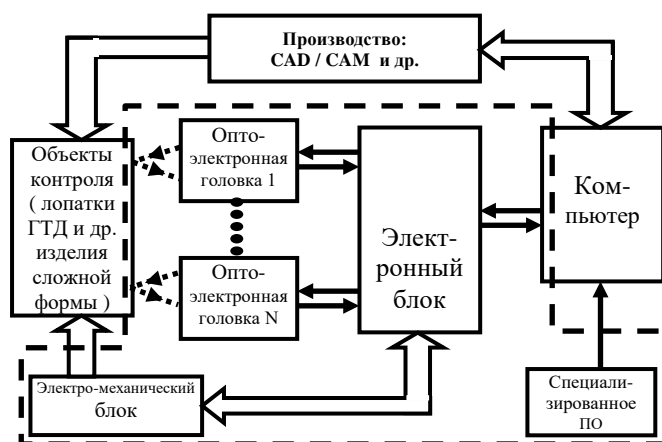 Производство:
CAD / CAM и др.
Объекты
контроля
( лопатки
ГТД и др.
изделия
сложной
формы )
Опто-
электронная
головка 1
Опто-
электронная
головка N
Элект-
ронный
блок
Ком-
пьютер
Электро-механический
блок
Специали-
зированное
ПО